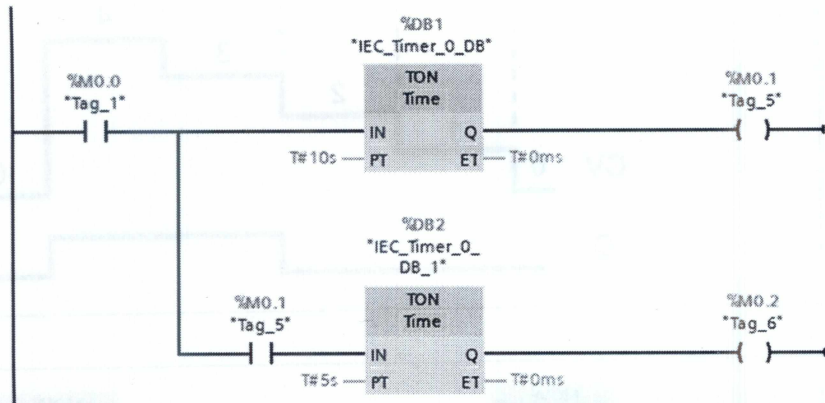 %DB1
"IEC_Timer_0_DB"
TON
Time
%M0.0
"Tag_1"
%M0.1
"Tag_5"
IN
Q
T#10s
PT
ET
T#0ms
%DB2
"IEC_Timer_0_
DB_1"
TON
Time
%M0.1
"Tag_5"
%M0.2
"Tag_6"
IN
Q
T#5s
PT
ET
T#0ms